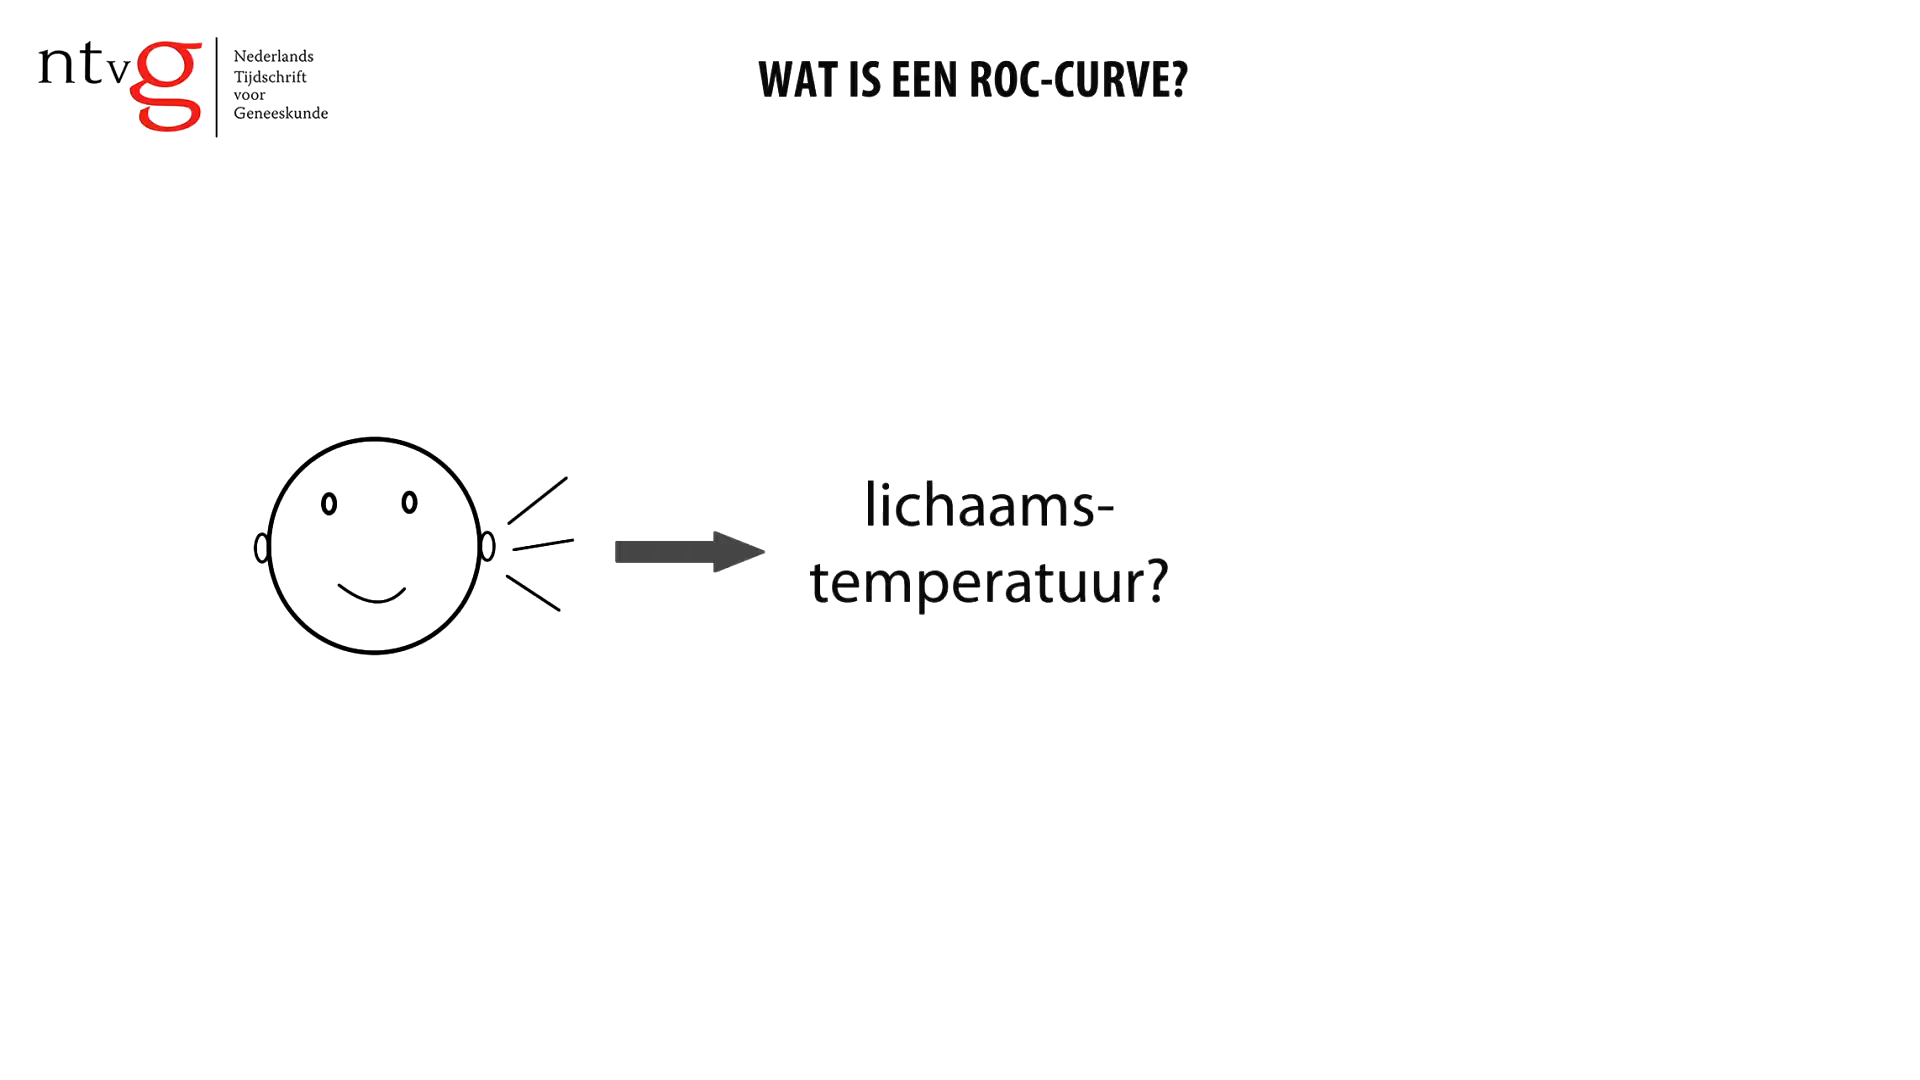 ntvg
Nederlands
Tijdschrift
voor
Geneeskunde
WAT IS EEN ROC-CURVE?
lichaams-
temperatuur?